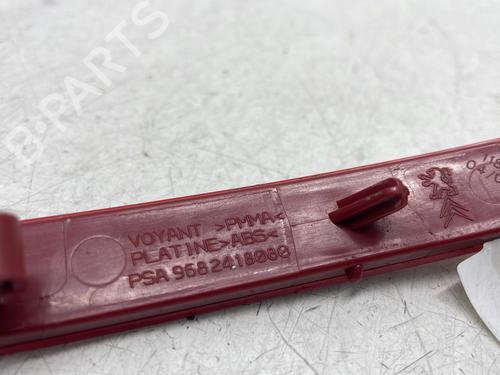 B-PARTS
VOYANT >PMMA<
PLATINE>ABS<
PSA 9682418080